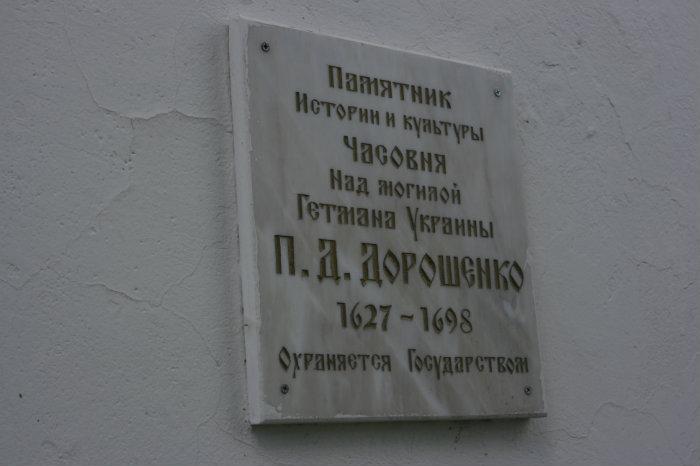 Памятник
Истории и культуры
Часовня
Над могилой
Гетмана Украины
П. Д. Дорошенко
1627 - 1698
Охраняется Государством